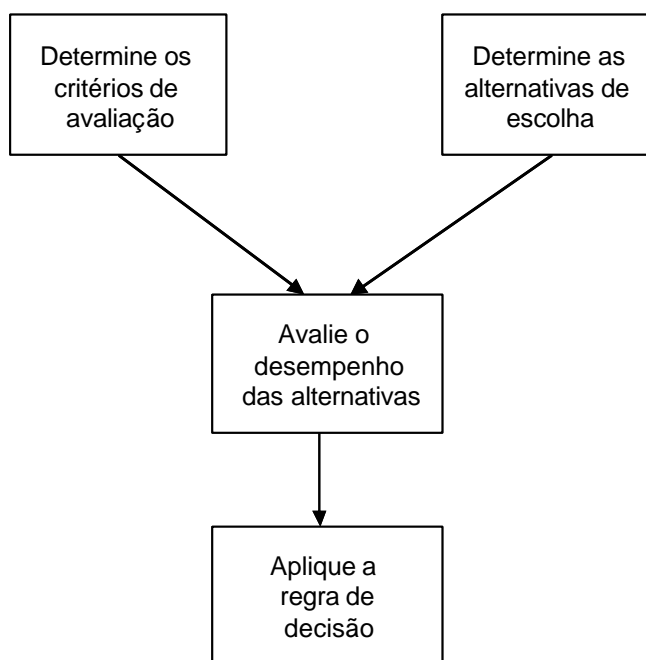 Determine os
critérios de
avaliação
Determine as
alternativas de
escolha
Avalie o
desempenho
das alternativas
Aplique a
regra de
decisão